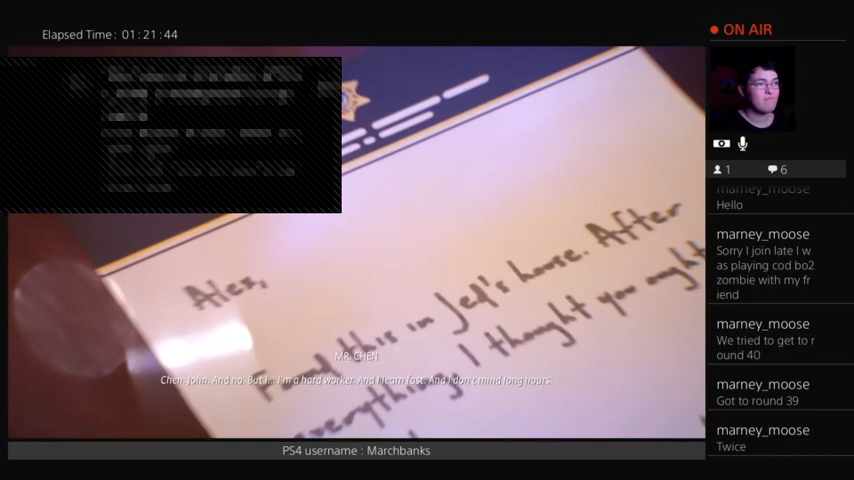 Elapsed Time: 01:21:44
ON AIR
1
6
marney_moose
Hello
marney_moose
Sorry I join late I w
as playing cod bo2
zombie with my fr
iend
marney_moose
We tried to get to r
ound 40
marney_moose
Got to round 39
marney_moose
Twice
Alex,
Found this in Jed's house. After
everything, I thought you ought
MR. CHEN
Chen, John. And no. But I... I'm a hard worker. And I learn fast. And I don't mind long hours.
PS4 username : Marchbanks